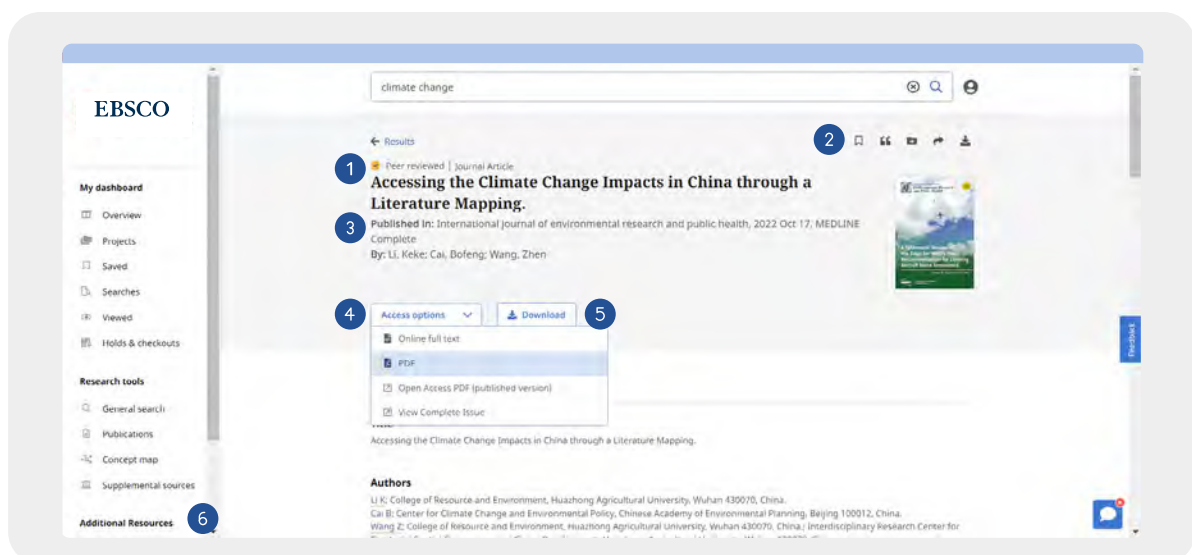 climate change
EBSCO
← Results
2
1
Peer reviewed | Journal Article
Accessing the Climate Change Impacts in China through a
Literature Mapping.
3
Published in: International journal of environmental research and public health, 2022 Oct 17, MEDLINE
Complete
By: Li, Keke; Cai, Bofeng; Wang, Zhen
My dashboard
Overview
Projects
Saved
Searches
Viewed
Holds & checkouts
Research tools
General search
Publications
Concept map
Supplemental sources
Additional Resources
6
4
Access options
Download
5
Online full text
PDF
Open Access PDF (published version)
View Complete Issue
Feedback
Accessing the Climate Change Impacts in China through a Literature Mapping.
Authors
Li K; College of Resource and Environment, Huazhong Agricultural University, Wuhan 430070, China.
Cai B; Center for Climate Change and Environmental Policy, Chinese Academy of Environmental Planning, Beijing 100012, China.
Wang Z; College of Resource and Environment, Huazhong Agricultural University, Wuhan 430070, China.; Interdisciplinary Research Center for